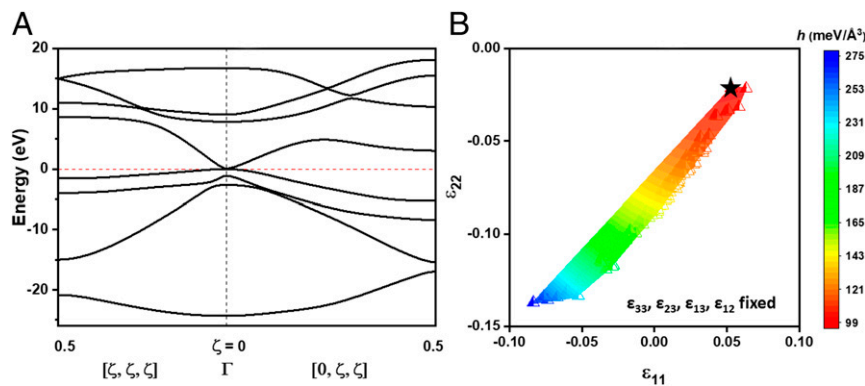 A
20
10
0
-10
-20
Energy (eV)
0.5
ζ = 0
0.5
[ζ, ζ, ζ]
Γ
[0, ζ, ζ]
B
0.00
-0.05
-0.10
-0.15
ε22
-0.10
-0.05
0.00
0.05
0.10
ε11
ε33, ε23, ε13, ε12 fixed
h (meV/Å³)
275
253
231
209
187
165
143
121
99